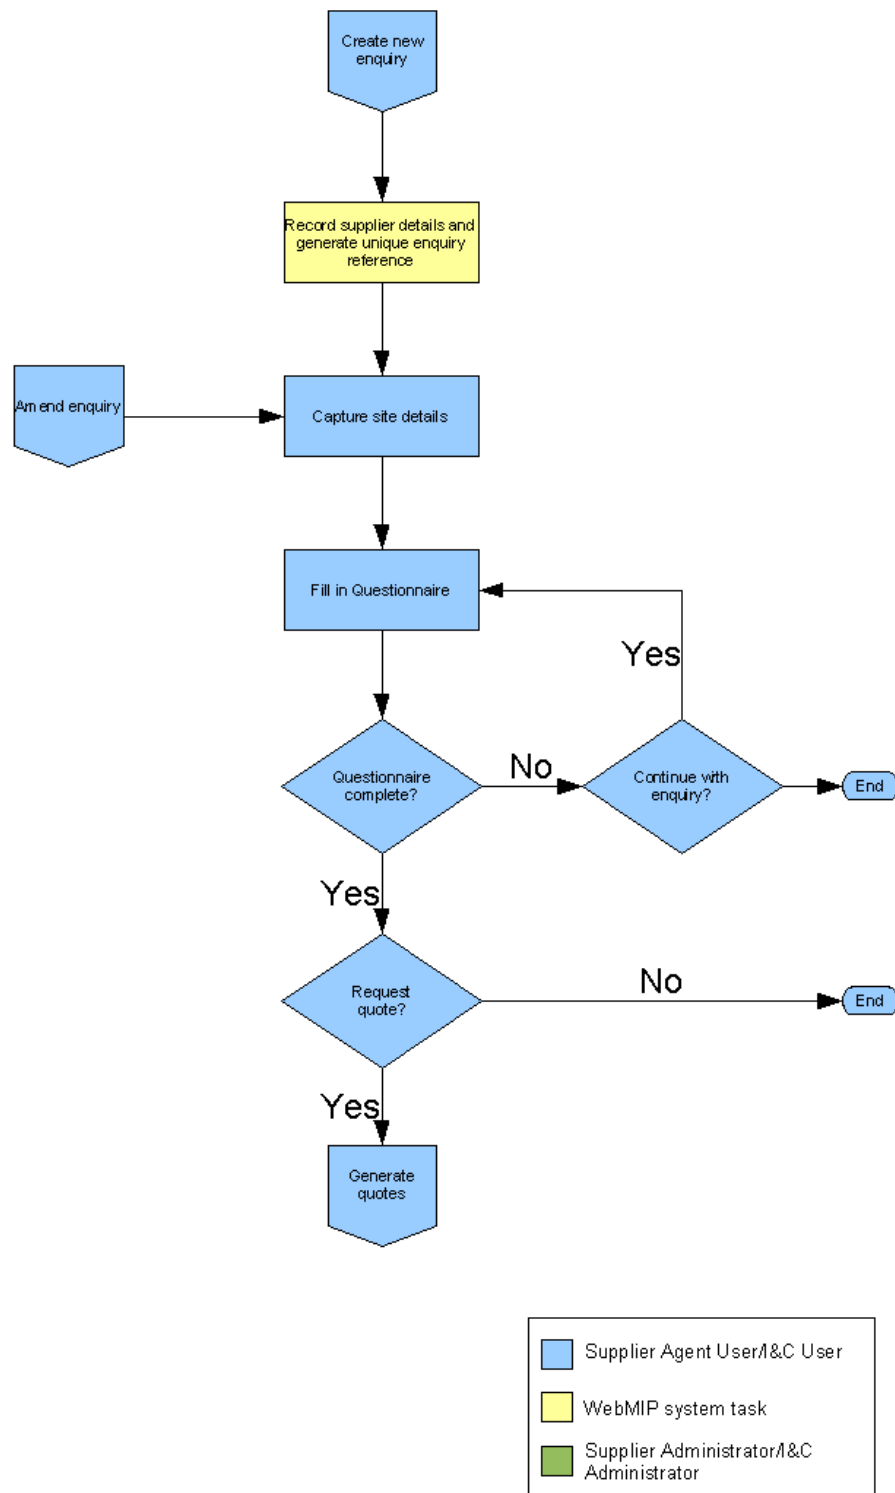 Create new
enquiry
Record supplier details and
generate unique enquiry
reference
Amend enquiry
Capture site details
Fill in Questionnaire
Yes
Questionnaire
complete?
No
Continue with
enquiry?
End
Yes
Request
quote?
No
End
Yes
Generate
quotes
Supplier Agent User/I&C User
WebMIP system task
Supplier Administrator/I&C
Administrator